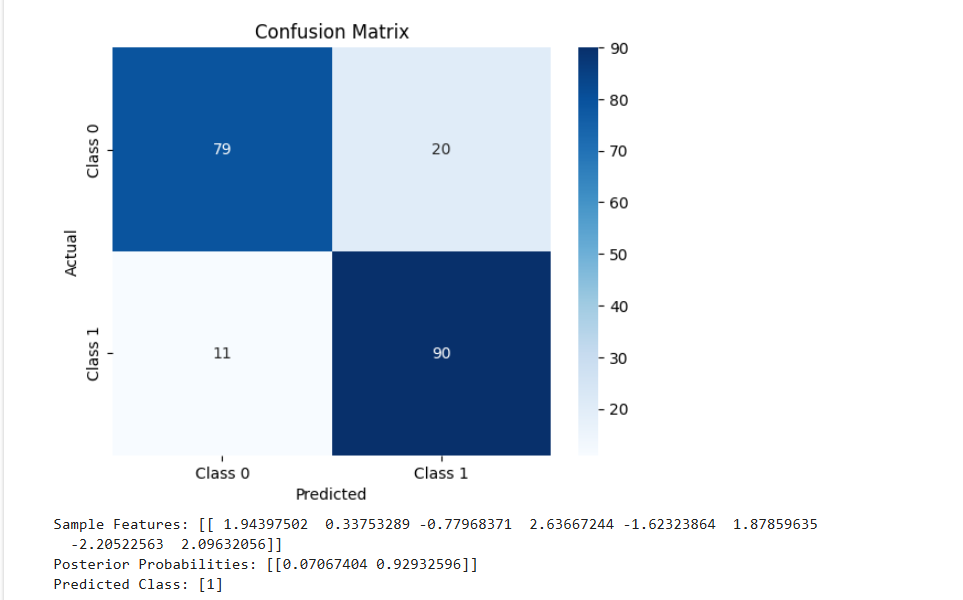 Confusion Matrix
90
80
70
60
50
40
30
20
Actual
Class 0
79
20
Class 1
11
90
Class 0 Class 1
Predicted
Sample Features: [[ 1.94397502 0.33753289 -0.77968371 2.63667244 -1.62323864 1.87859635
-2.20522563 2.09632056]]
Posterior Probabilities: [[0.07067404 0.92932596]]
Predicted Class: [1]